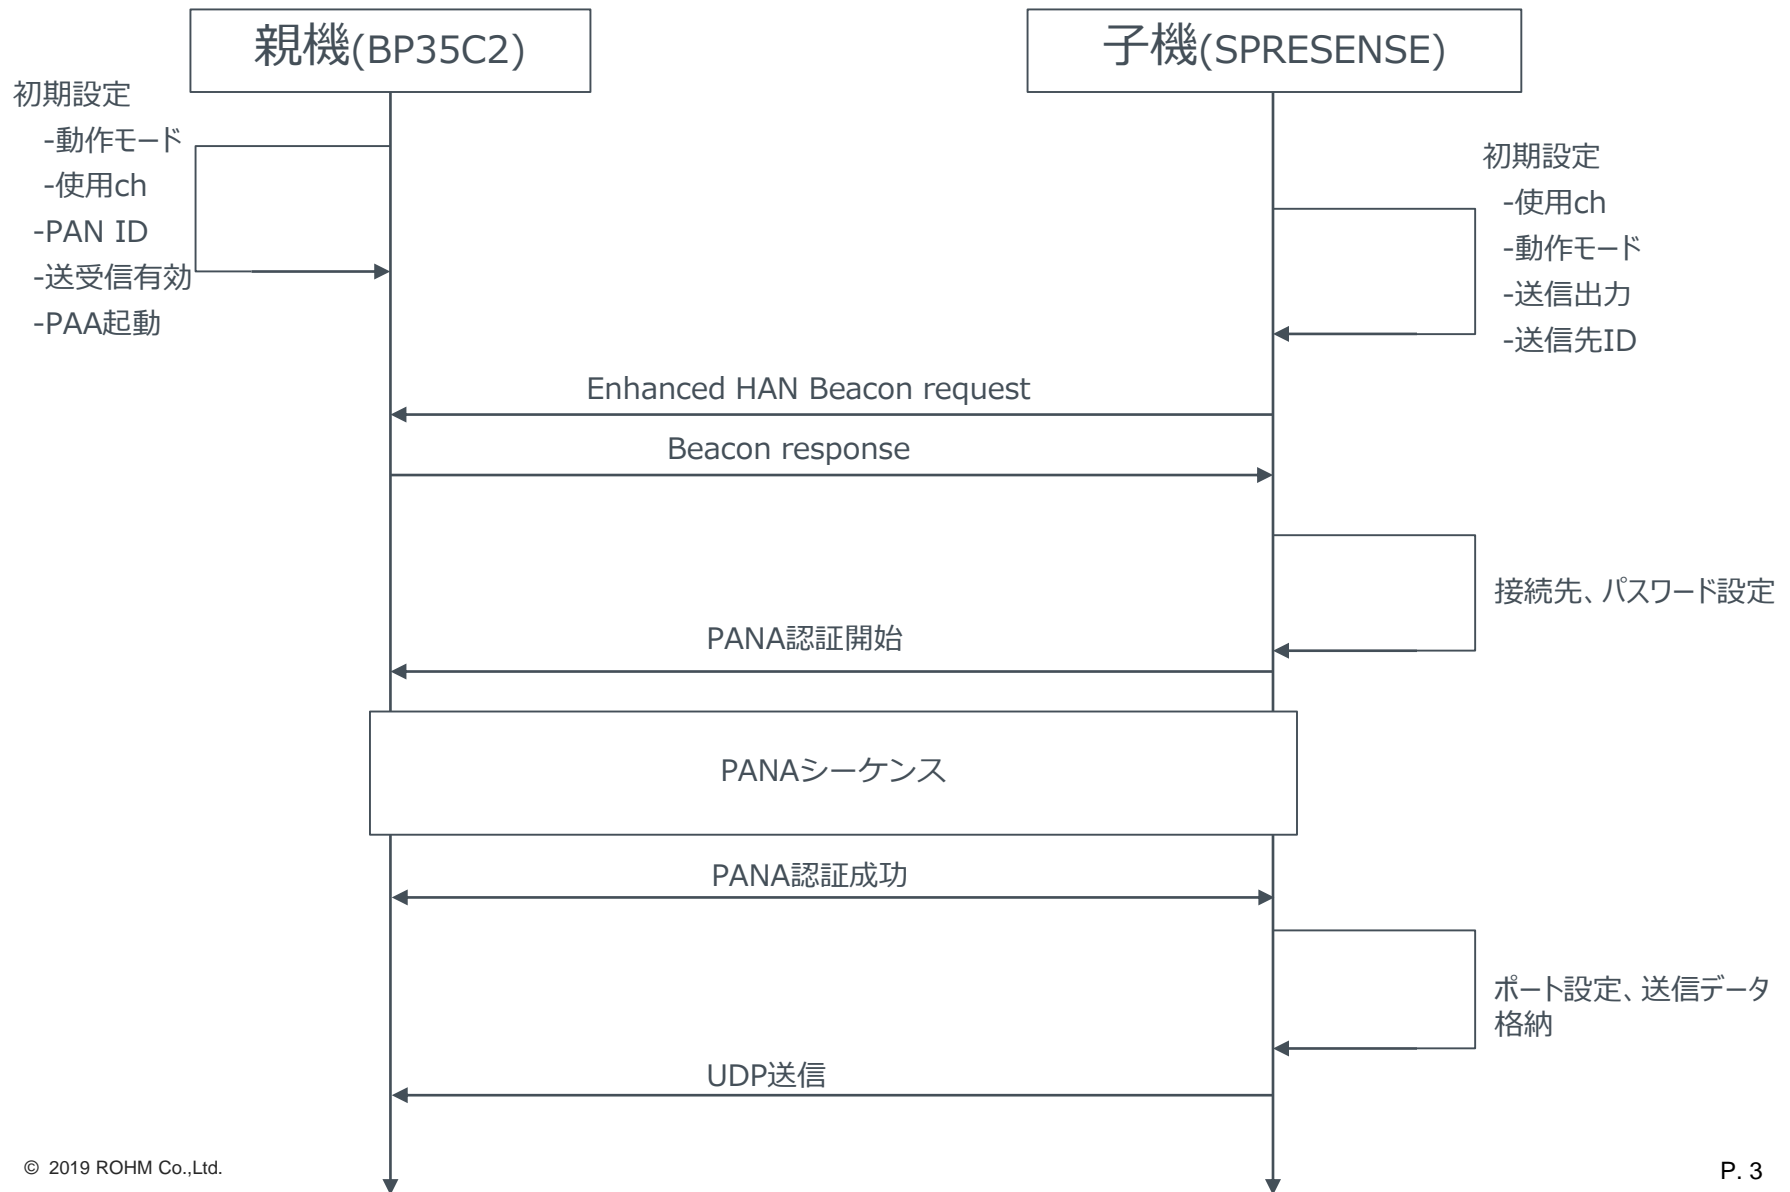 親機(BP35C2)
子機(SPRESENSE)
初期設定
-動作モード
-使用ch
-PAN ID
-送受信有効
-PAA起動
初期設定
-使用ch
-動作モード
-送信出力
-送信先ID
Enhanced HAN Beacon request
Beacon response
接続先、パスワード設定
PANA認証開始
PANAシーケンス
PANA認証成功
ポート設定、送信データ
格納
UDP送信
© 2019 ROHM Co.,Ltd.
P. 3